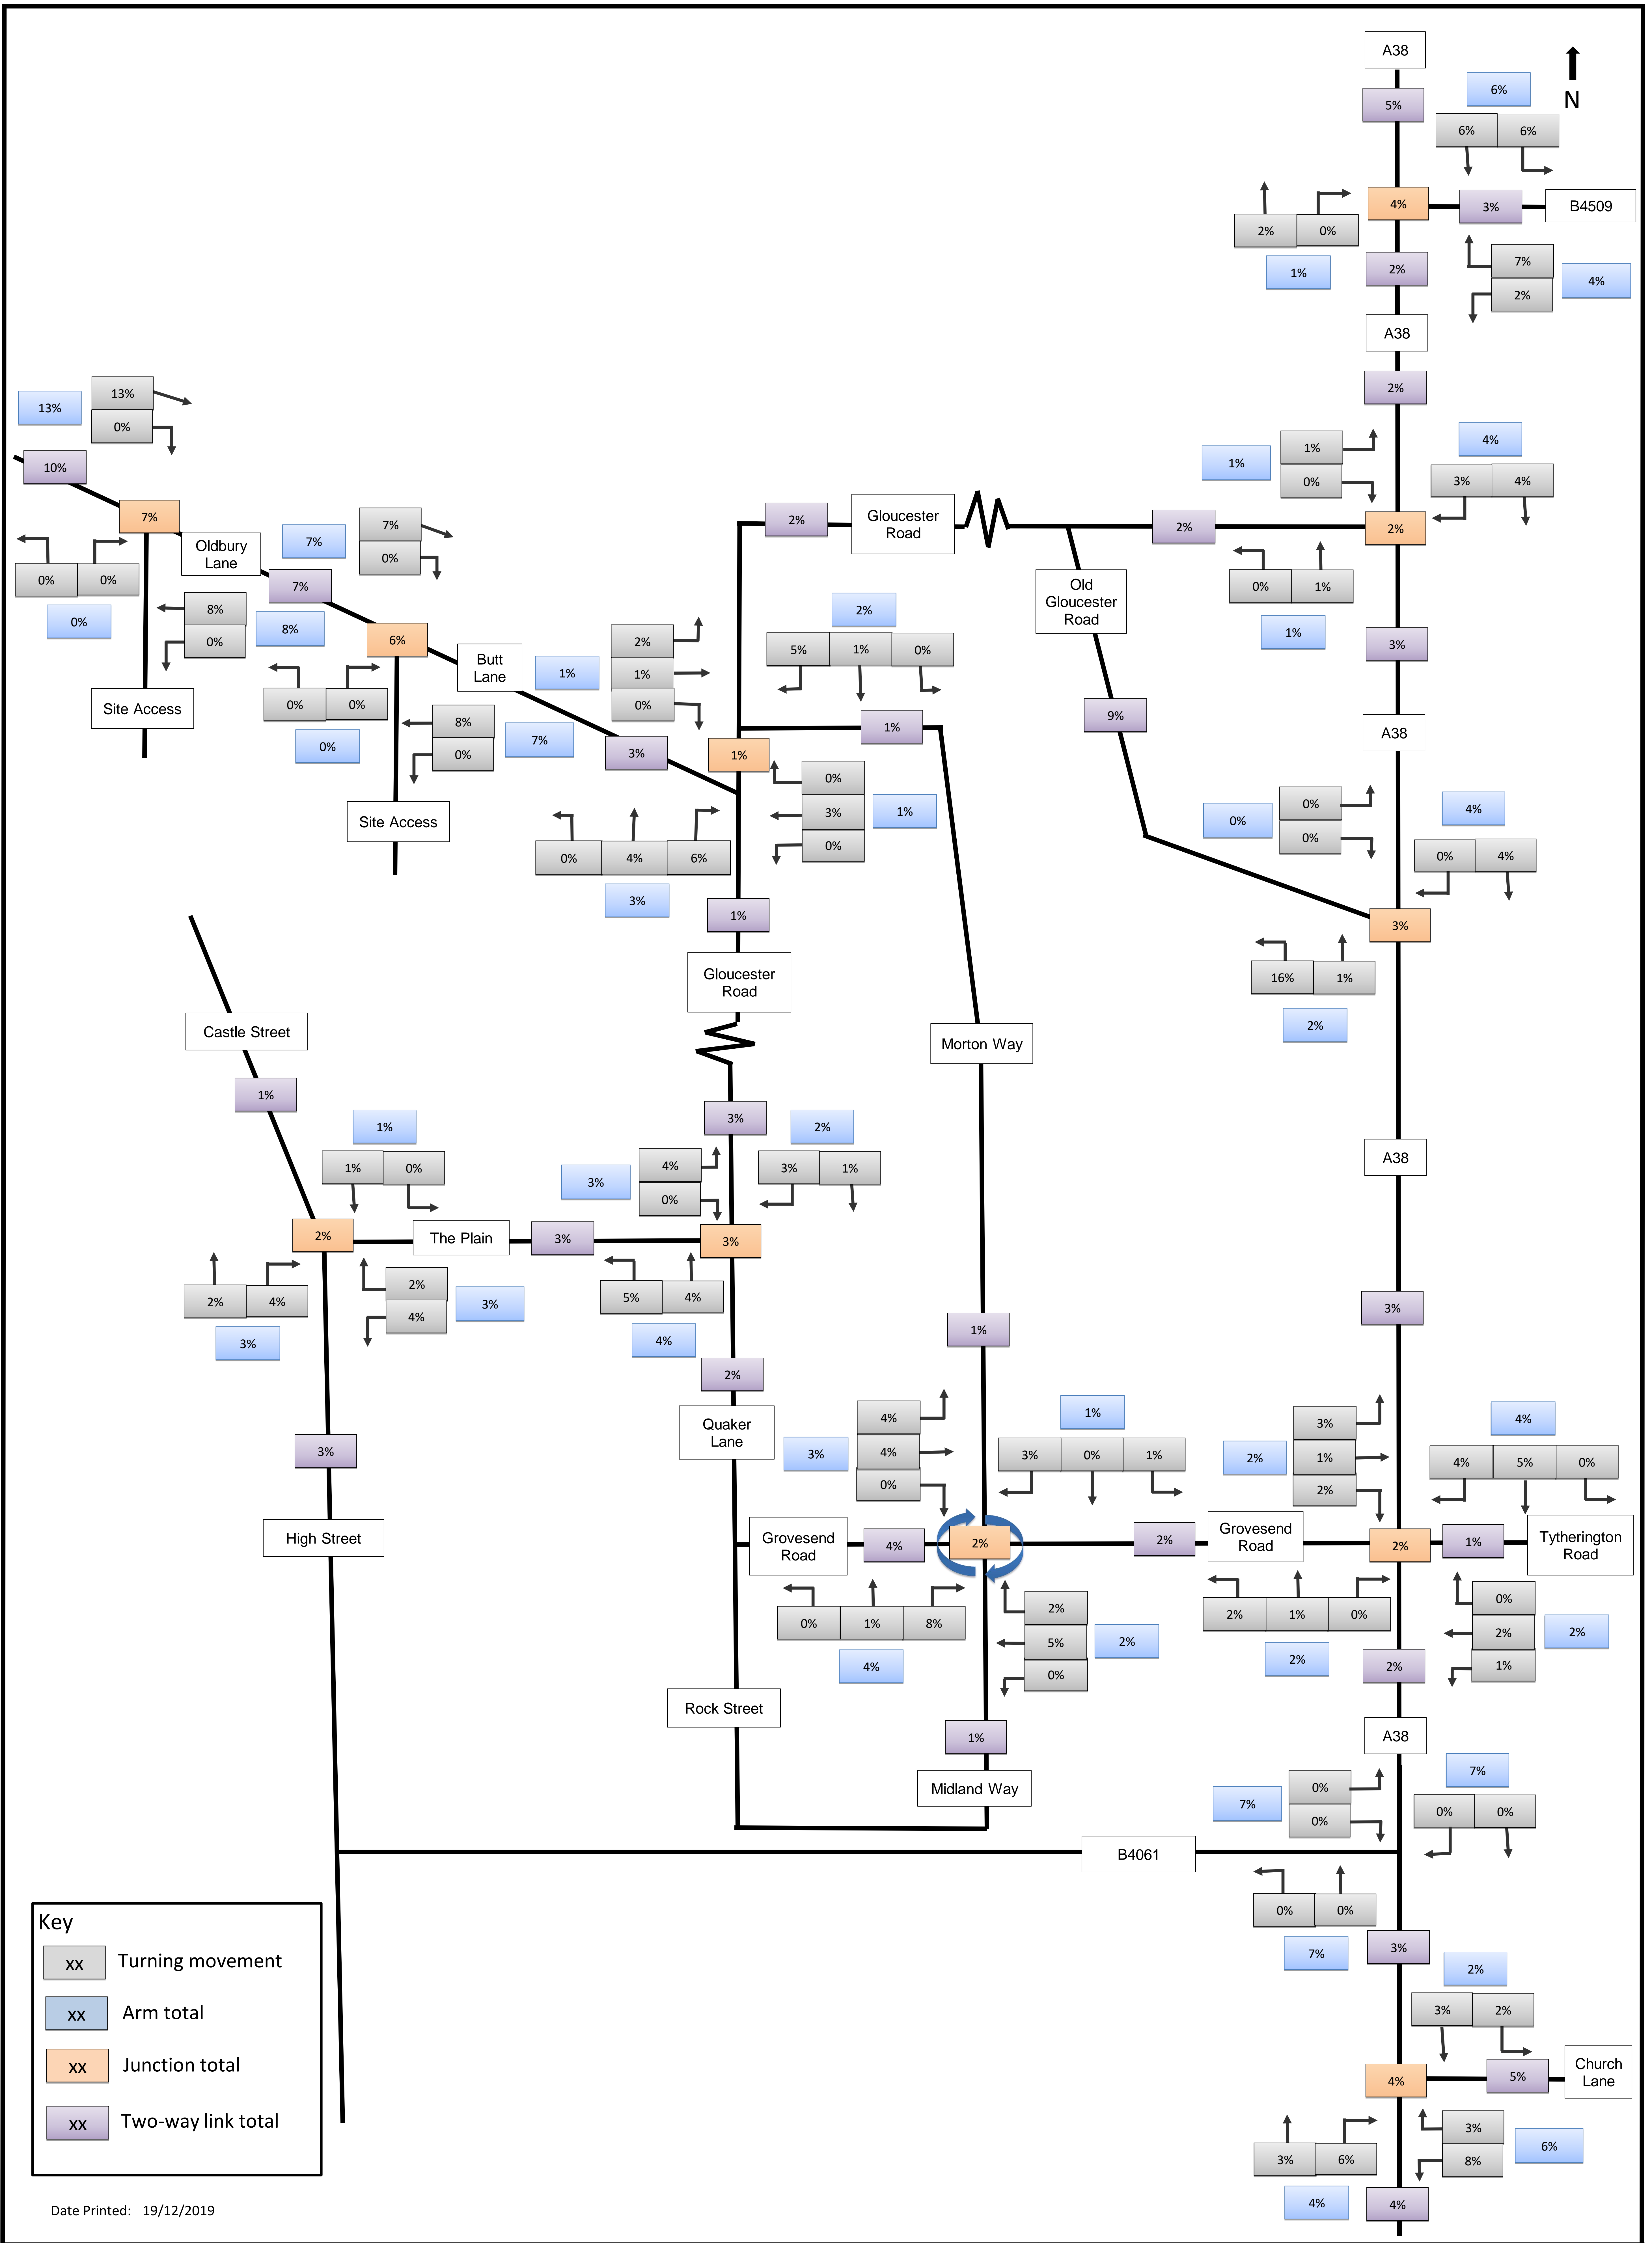 A38
N
5%
6%
6% 6%
4%
3%
B4509
2% 0%
1%
2%
7%
2%
4%
A38
2%
13%
13%
0%
10%
7%
Oldbury
Lane
0% 0%
0%
8%
0%
8%
Site Access
7%
7%
0%
7%
6%
Butt
Lane
0% 0%
0%
8%
0%
7%
Site Access
1%
2%
1%
0%
3%
2%
Gloucester
Road
2%
5% 1% 0%
1%
1%
0%
3%
0%
1%
0% 4% 6%
3%
1%
Gloucester
Road
2%
1%
1%
0%
4%
3% 4%
2%
0% 1%
1%
Old
Gloucester
Road
9%
3%
A38
0%
0%
0%
4%
0% 4%
3%
16% 1%
2%
Morton Way
A38
Castle Street
1%
1%
1% 0%
2%
The Plain
3%
2% 4%
3%
2%
4%
3%
3%
3%
4%
0%
2%
3% 1%
3%
5% 4%
4%
2%
Quaker
Lane
3%
High Street
1%
3%
4%
4%
0%
1%
3% 0% 1%
Grovesend
Road
4%
2%
2%
Grovesend
Road
0% 1% 8%
4%
2%
5%
0%
2%
3%
2%
3%
1%
2%
4%
4% 5% 0%
2%
1%
Tytherington
Road
2% 1% 0%
2%
0%
2%
1%
2%
2%
Rock Street
1%
Midland Way
A38
7%
0%
0%
7%
0% 0%
B4061
0% 0%
7%
3%
2%
3% 2%
4%
5%
Church
Lane
3% 6%
4%
3%
8%
6%
4%
Key
xx Turning movement
xx Arm total
xx Junction total
xx Two-way link total
Date Printed: 19/12/2019